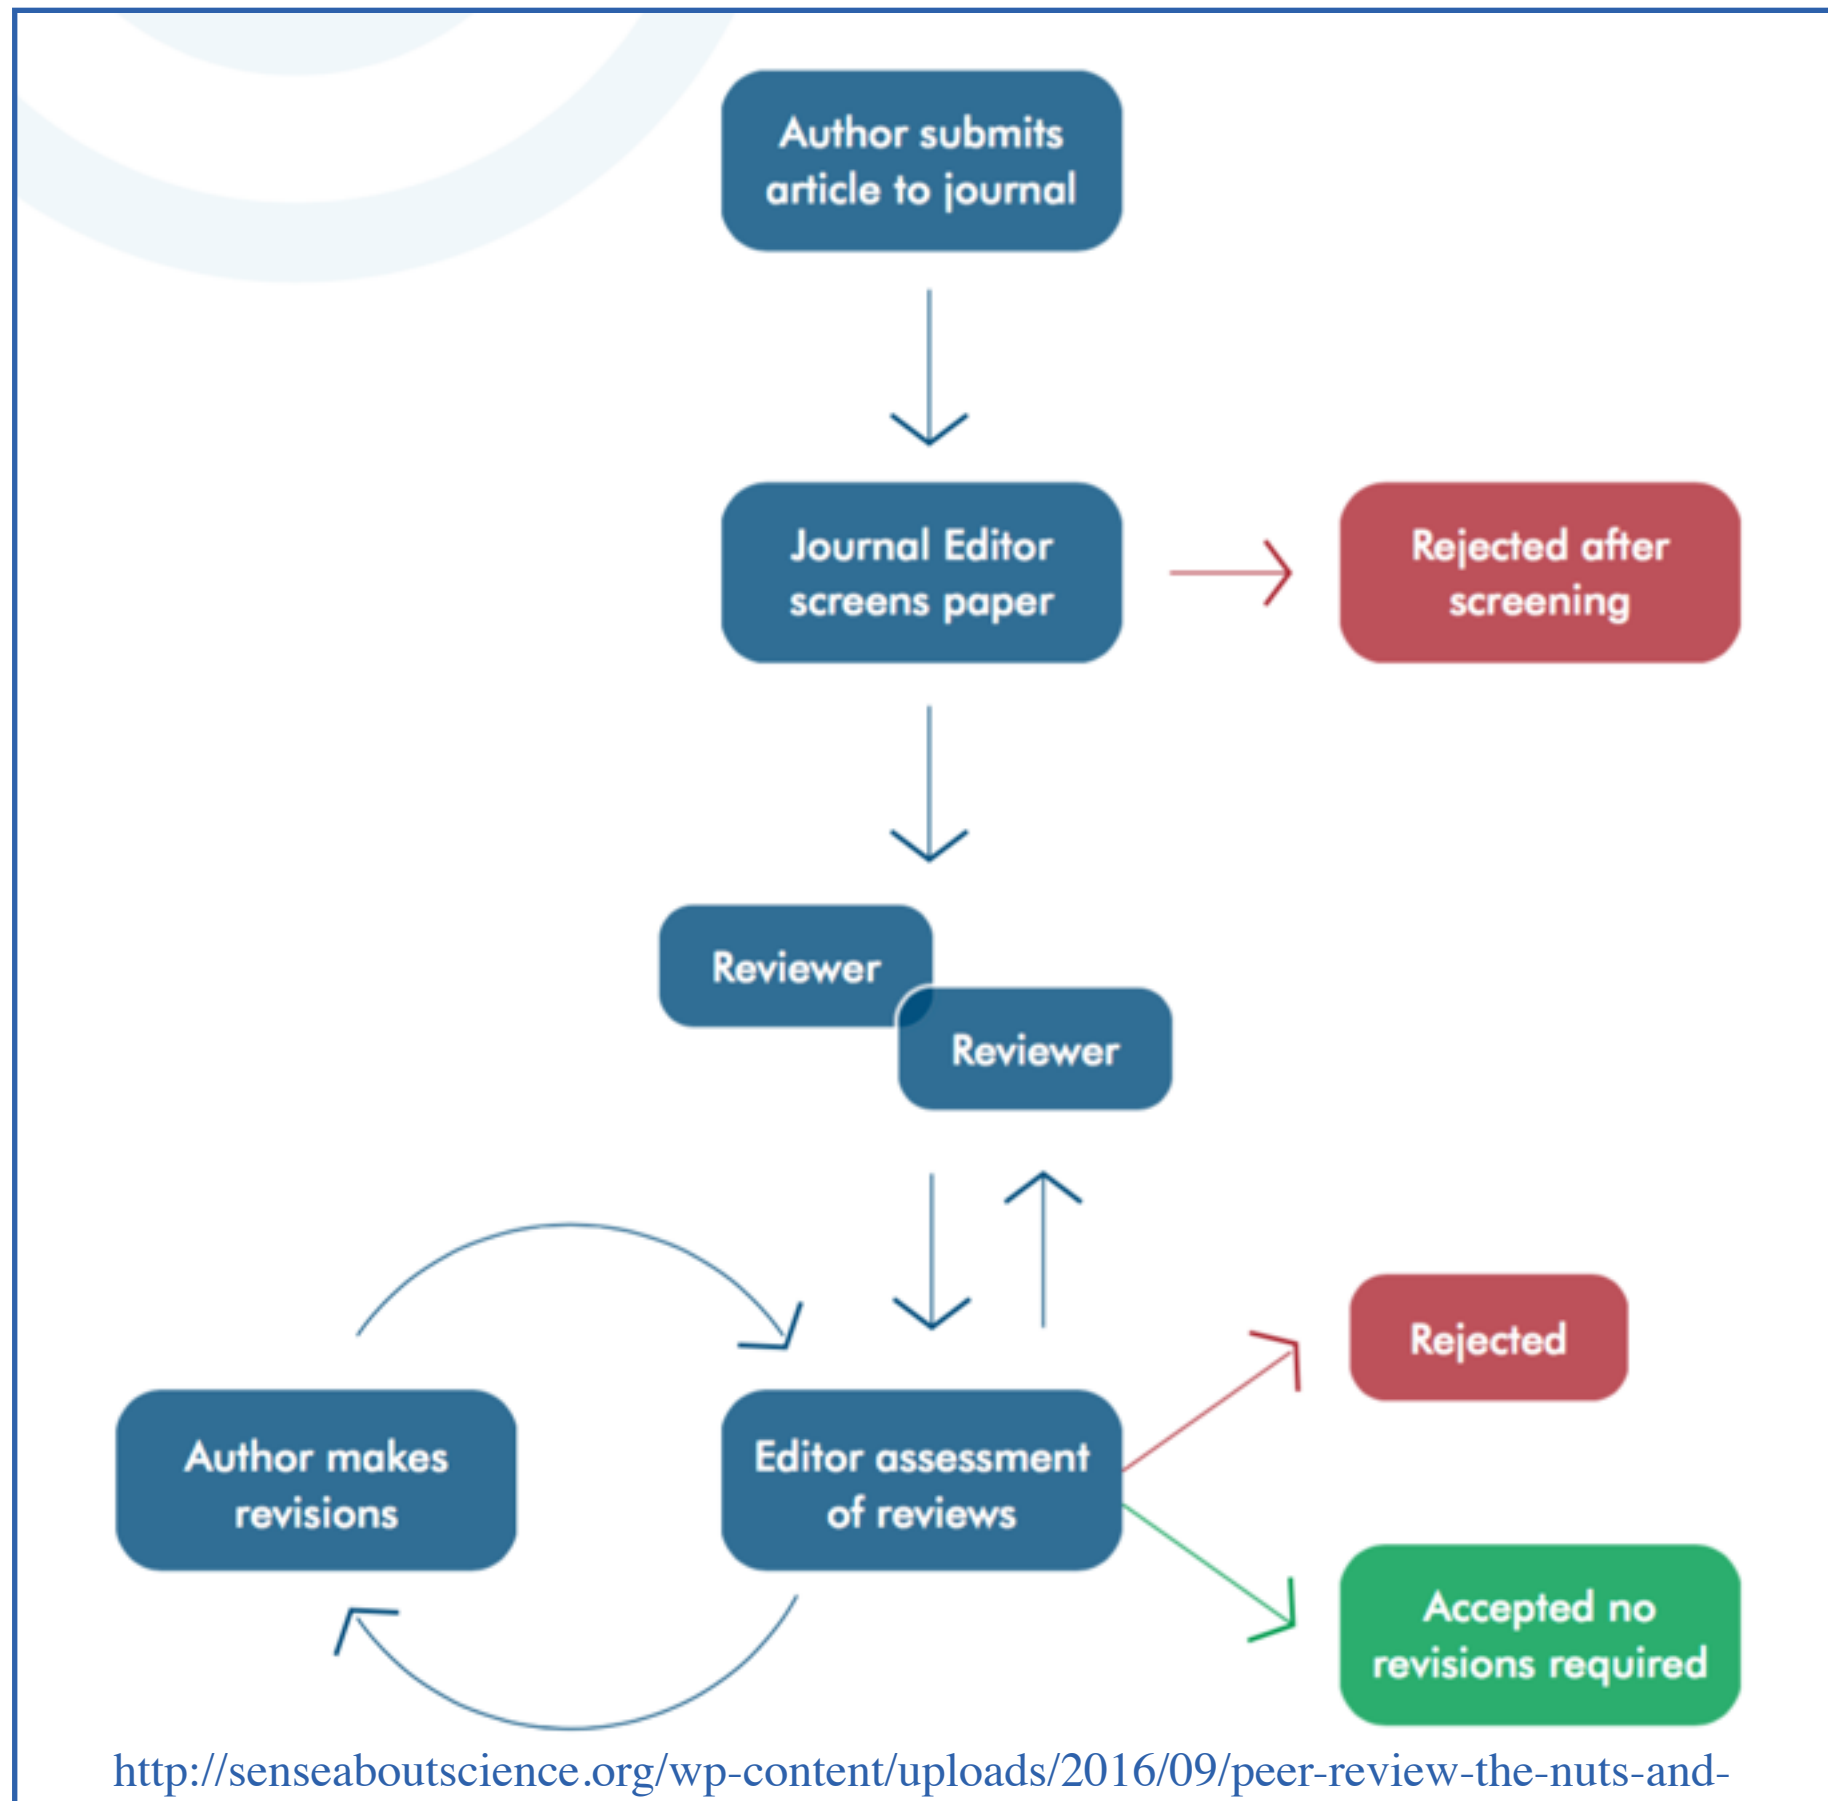 Author submits
article to journal
Journal Editor
screens paper
Rejected after
screening
Reviewer
Reviewer
Rejected
Author makes
revisions
Editor assessment
of reviews
Accepted no
revisions required
http://senseaboutscience.org/wp-content/uploads/2016/09/peer-review-the-nuts-and-